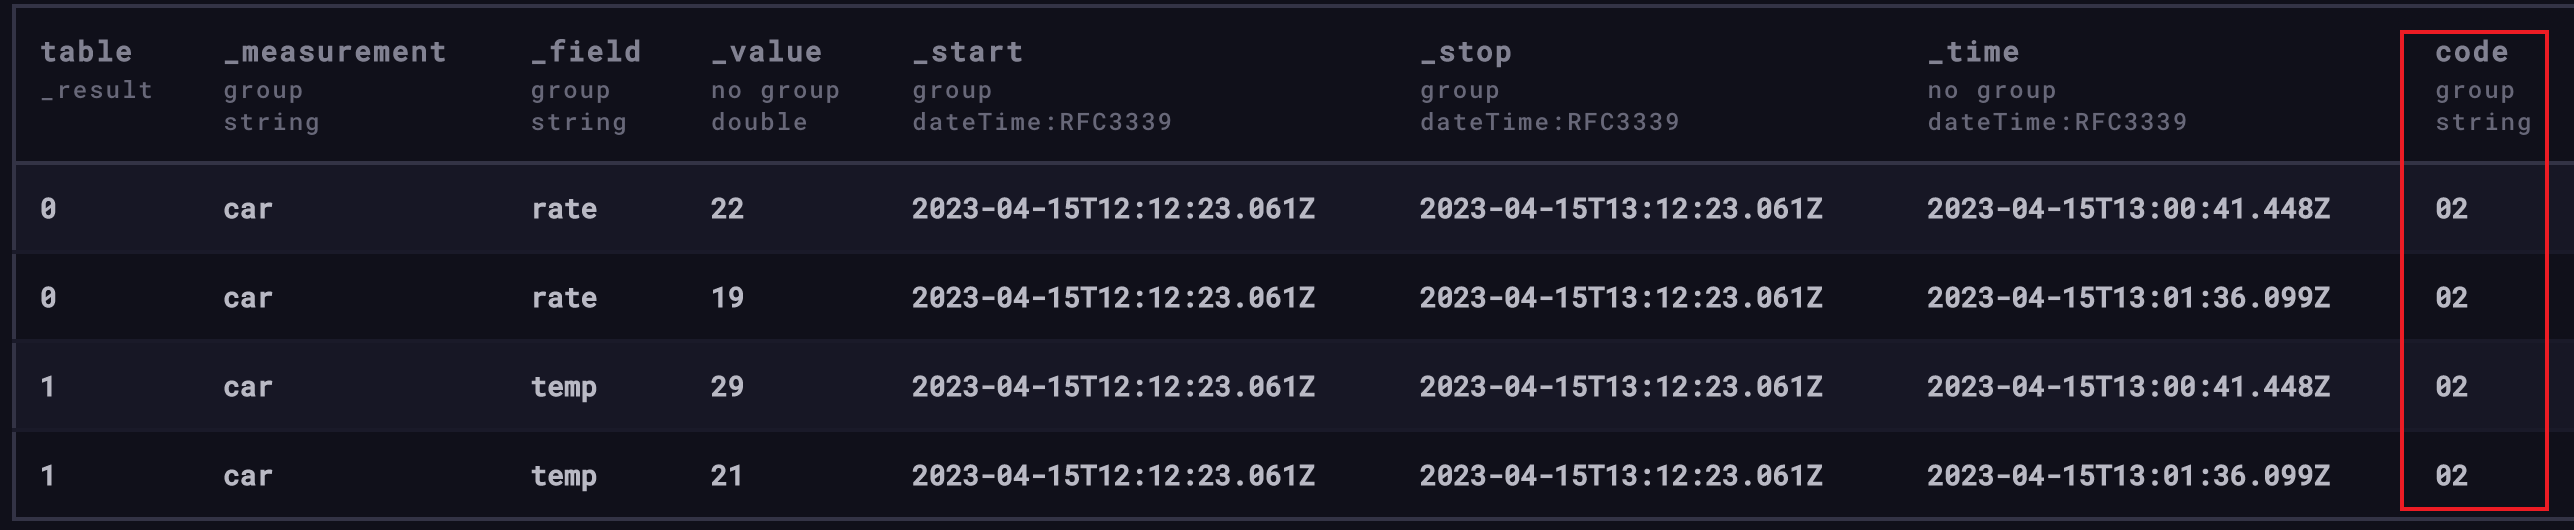 table _measurement _field _value _start _stop _time code
_result group group no group group group no group group
string string double dateTime:RFC3339 dateTime:RFC3339 dateTime:RFC3339 string
0 car rate 22 2023-04-15T12:12:23.061Z 2023-04-15T13:12:23.061Z 2023-04-15T13:00:41.448Z 02
0 car rate 19 2023-04-15T12:12:23.061Z 2023-04-15T13:12:23.061Z 2023-04-15T13:01:36.099Z 02
1 car temp 29 2023-04-15T12:12:23.061Z 2023-04-15T13:12:23.061Z 2023-04-15T13:00:41.448Z 02
1 car temp 21 2023-04-15T12:12:23.061Z 2023-04-15T13:12:23.061Z 2023-04-15T13:01:36.099Z 02